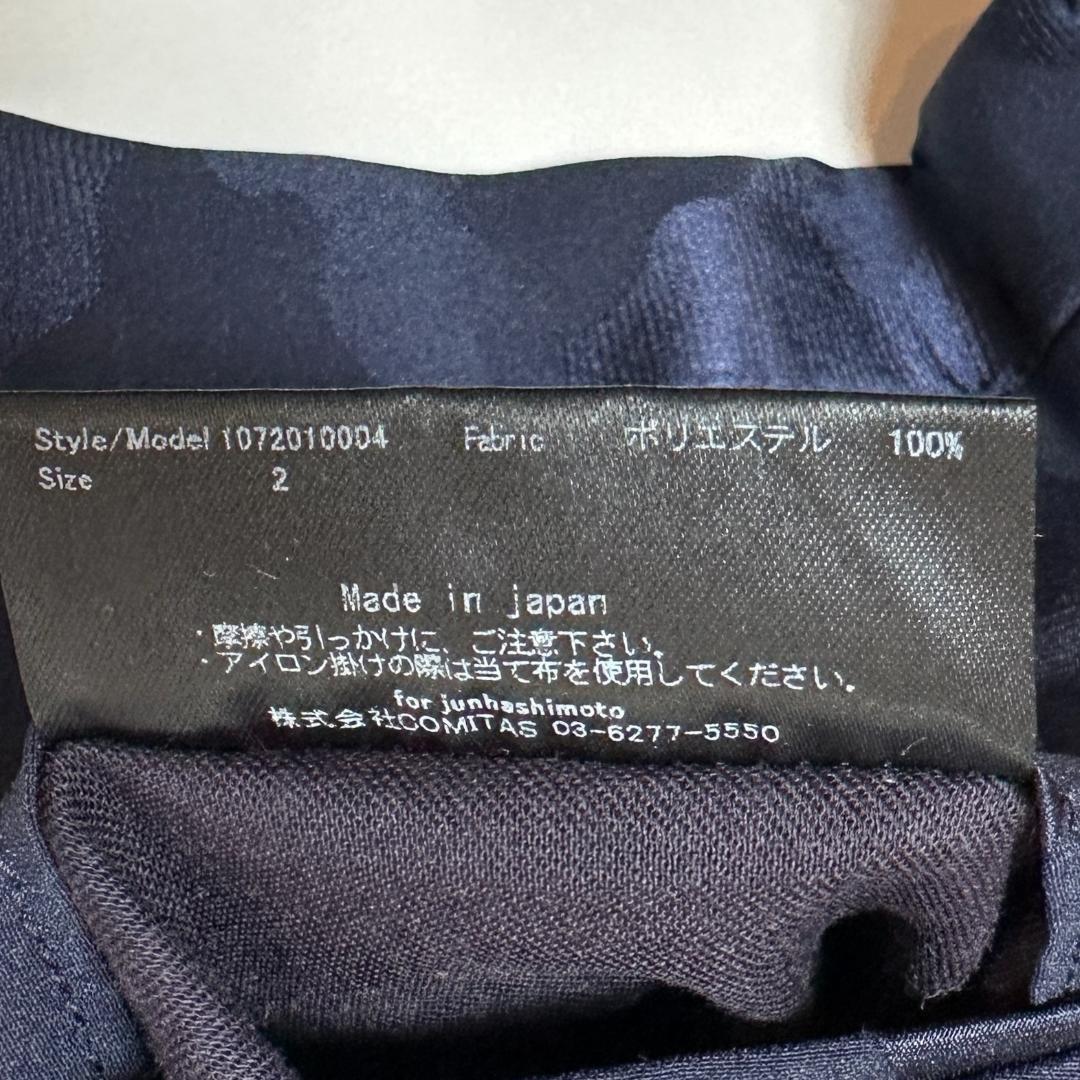 Style/Model 1072010004 Fabric ポリエステル 100%
Size 2
Made in japan
・摩擦や引っかけに、ご注意下さい。
・アイロン掛けの際は当て布を使用してください。
for junhashimoto
株式会社COMITAS 03-6277-5550